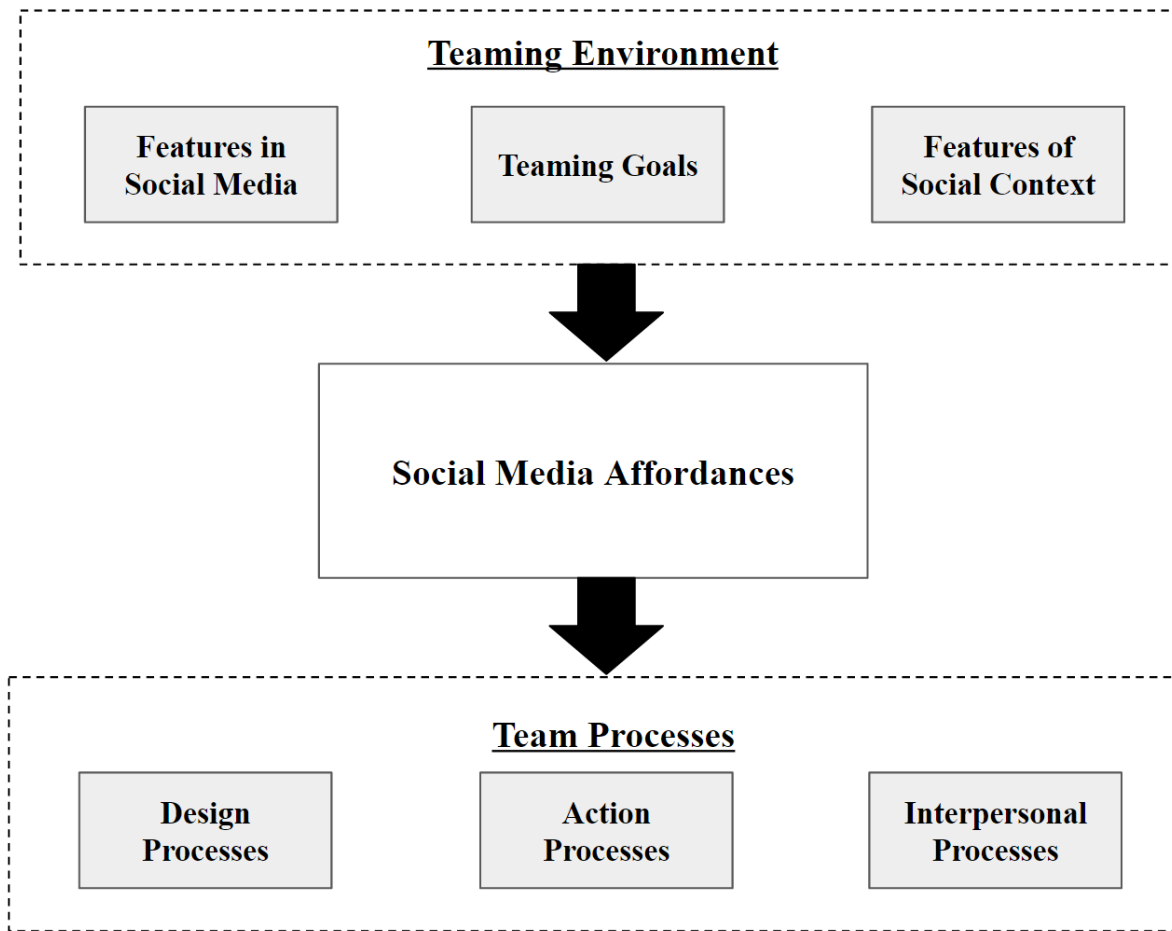 Teaming Environment
Features in
Social Media
Teaming Goals
Features of
Social Context
Social Media Affordances
Team Processes
Design
Processes
Action
Processes
Interpersonal
Processes